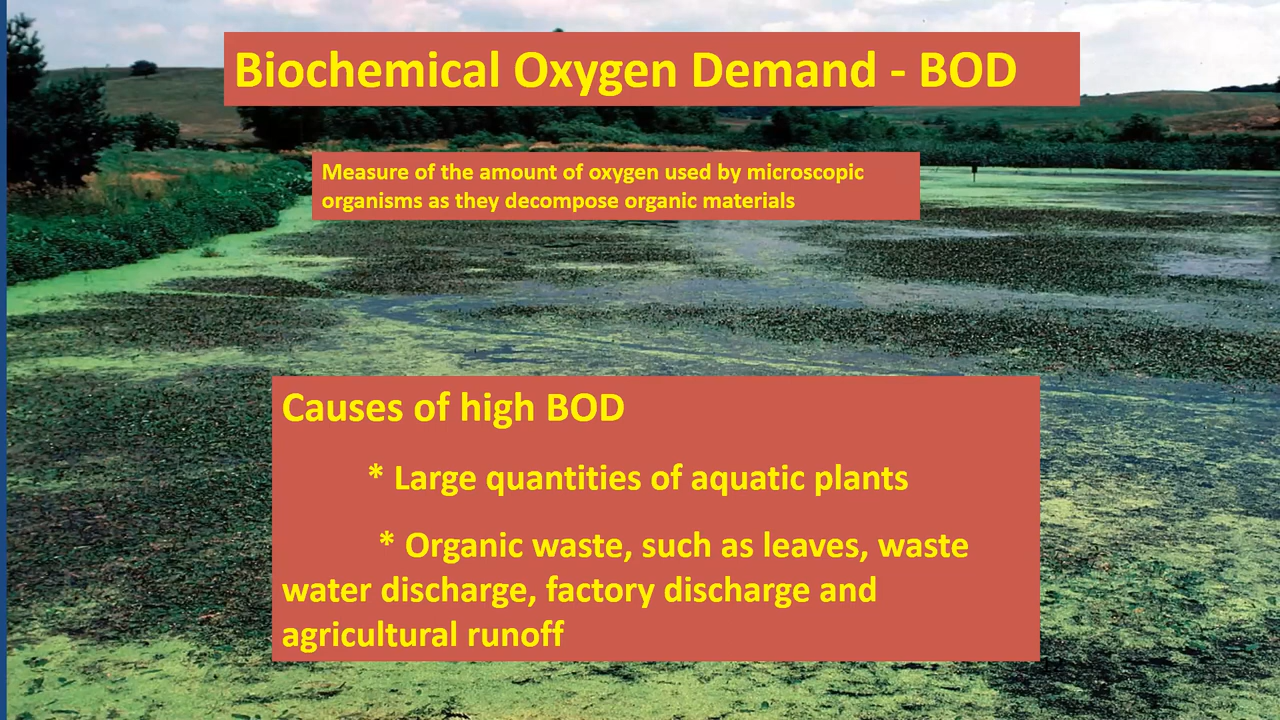 Biochemical Oxygen Demand - BOD
Measure of the amount of oxygen used by microscopic
organisms as they decompose organic materials
Causes of high BOD
* Large quantities of aquatic plants
* Organic waste, such as leaves, waste
water discharge, factory discharge and
agricultural runoff